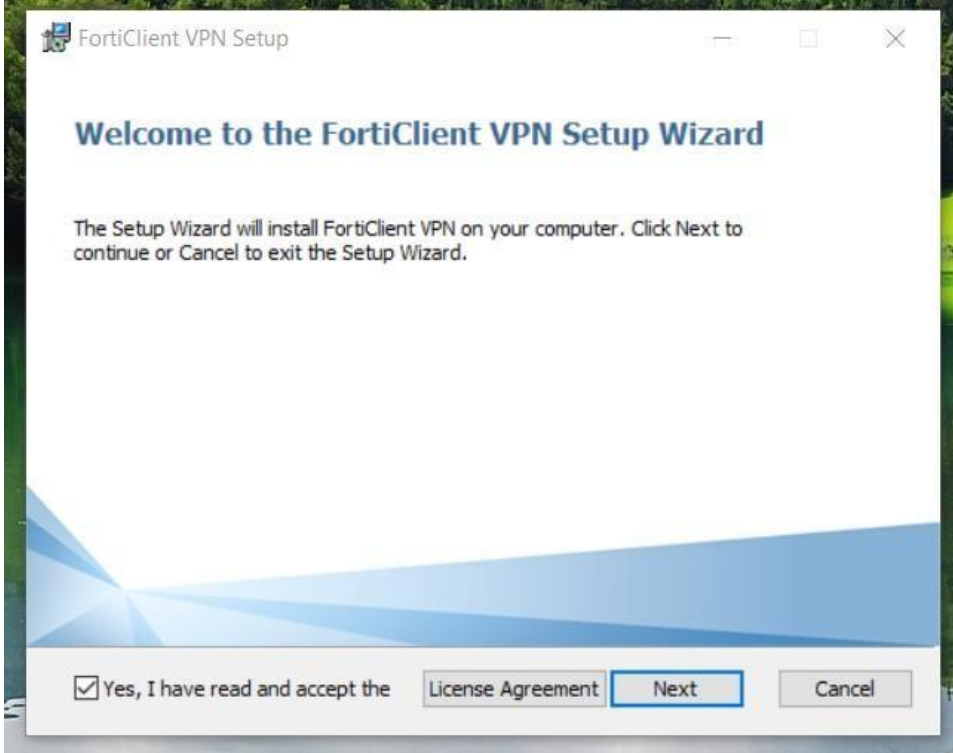 FortiClient VPN Setup
Welcome to the FortiClient VPN Setup Wizard
The Setup Wizard will install FortiClient VPN on your computer. Click Next to
continue or Cancel to exit the Setup Wizard.
Yes, I have read and accept the License Agreement Next Cancel